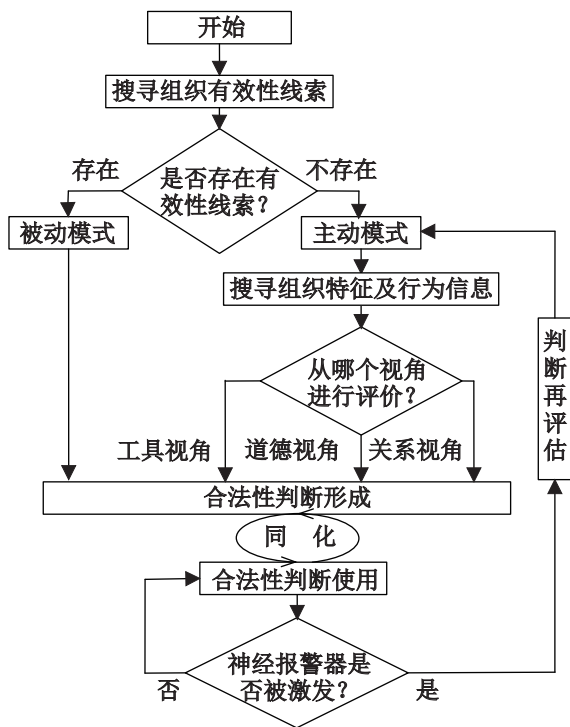 开始
搜寻组织有效性线索
是否存在有
效性线索？
存在
不存在
被动模式
主动模式
搜寻组织特征及行为信息
从哪个视角
进行评价？
工具视角
道德视角
关系视角
判断再评估
合法性判断形成
同 化
合法性判断使用
神经报警器是
否被激发？
否
是